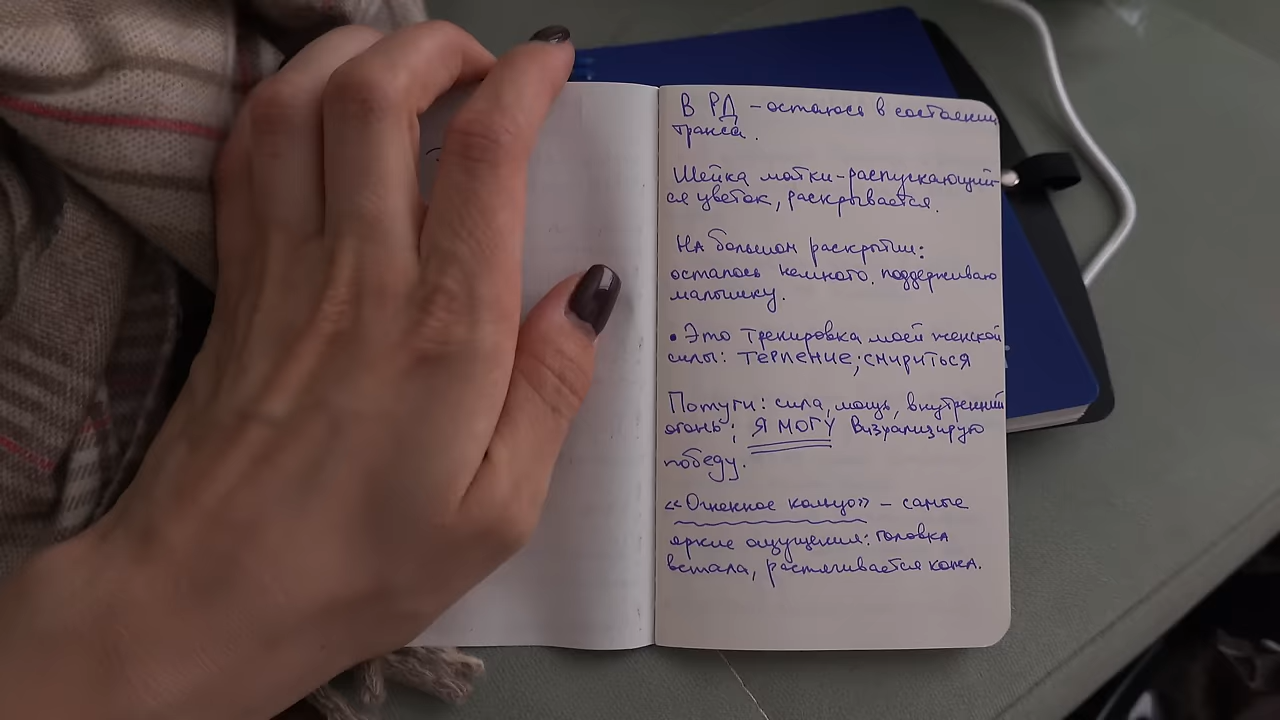 В РД - остаюсь в состоянии
транса.
Шейка матки-распускающий-
ся цветок, раскрывается.
На большом раскрытии:
осталось немного. поддерживаю
малышку.
• Это тренировка моей женской
силы: ТЕРПЕНИЕ; СМИРИТЬСЯ
Потуги: сила, мощь, внутренний
огонь; Я МОГУ Визуализирую
победу.
«Огненное кольцо» - самые
яркие ощущения: головка
встала, растягивается кожа.